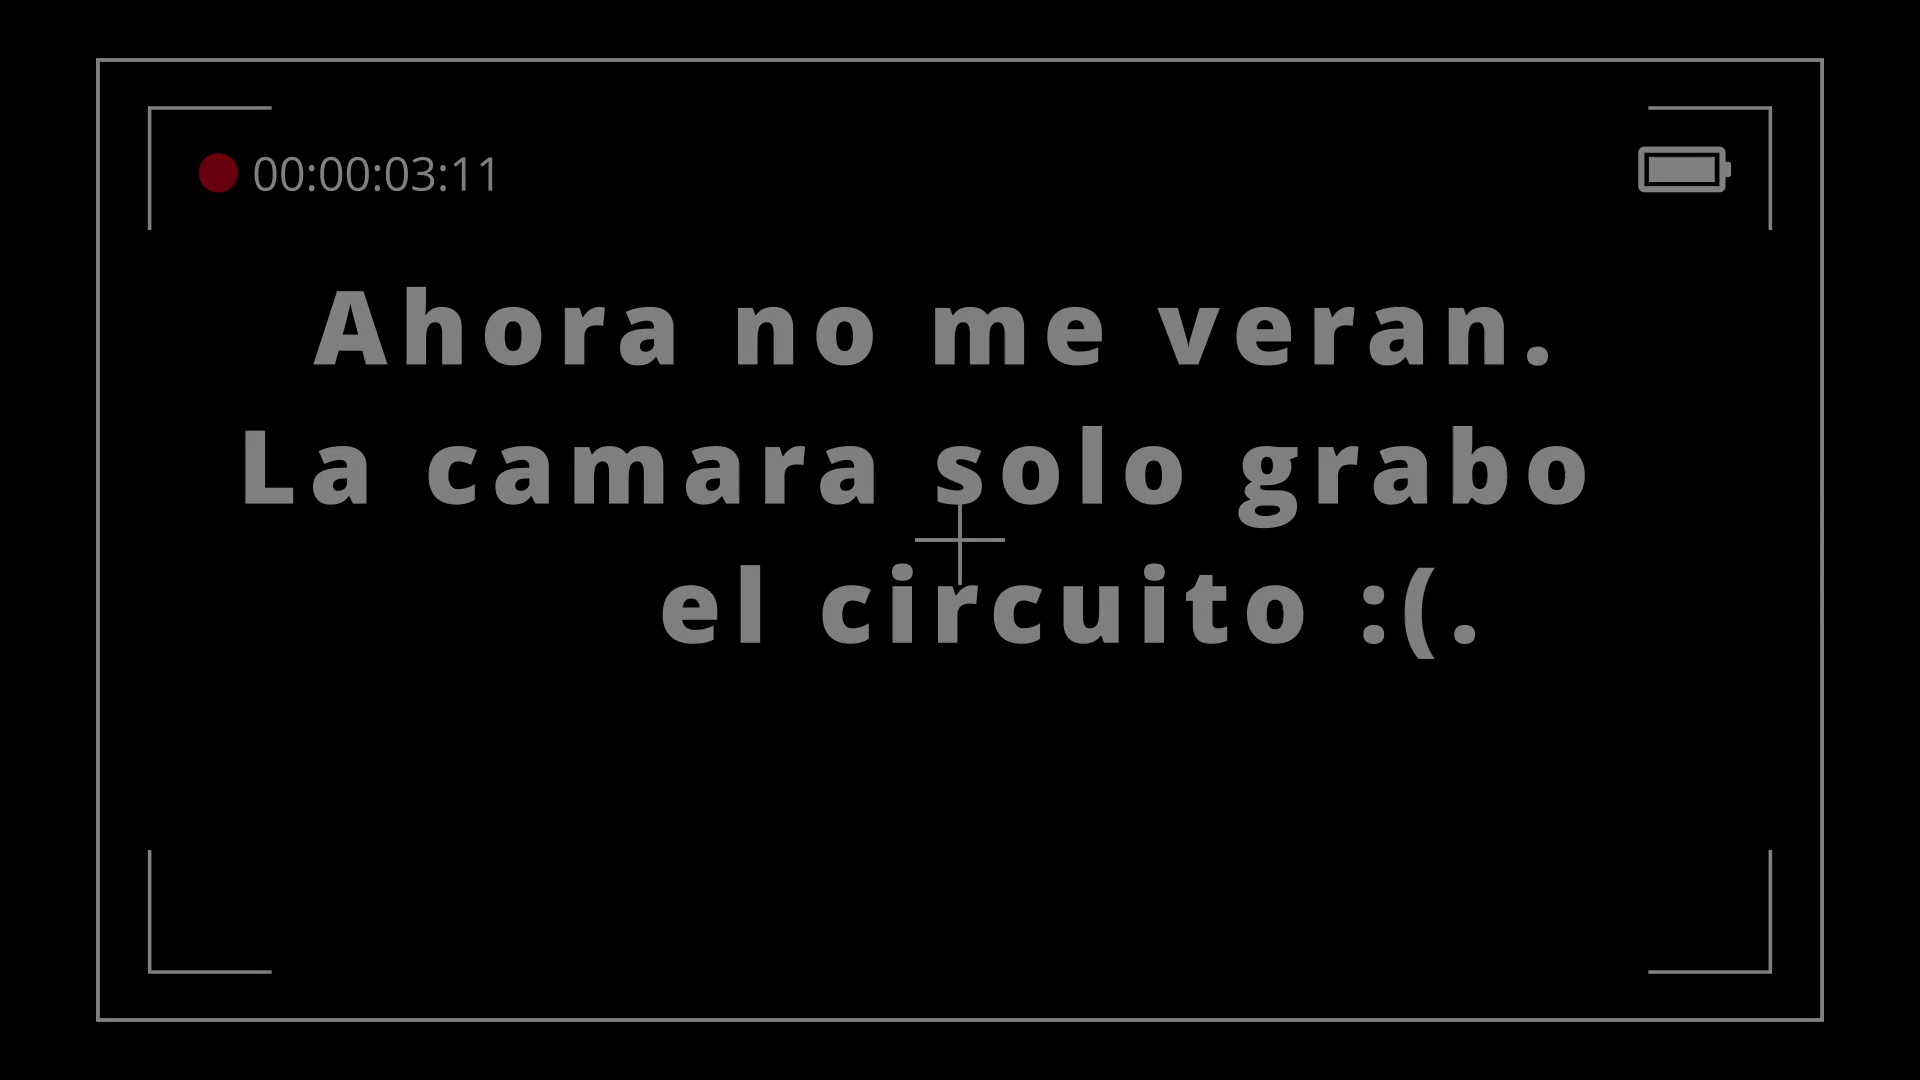 00:00:03:11
Ahora no me veran.
La camara solo grabo
el circuito :(.